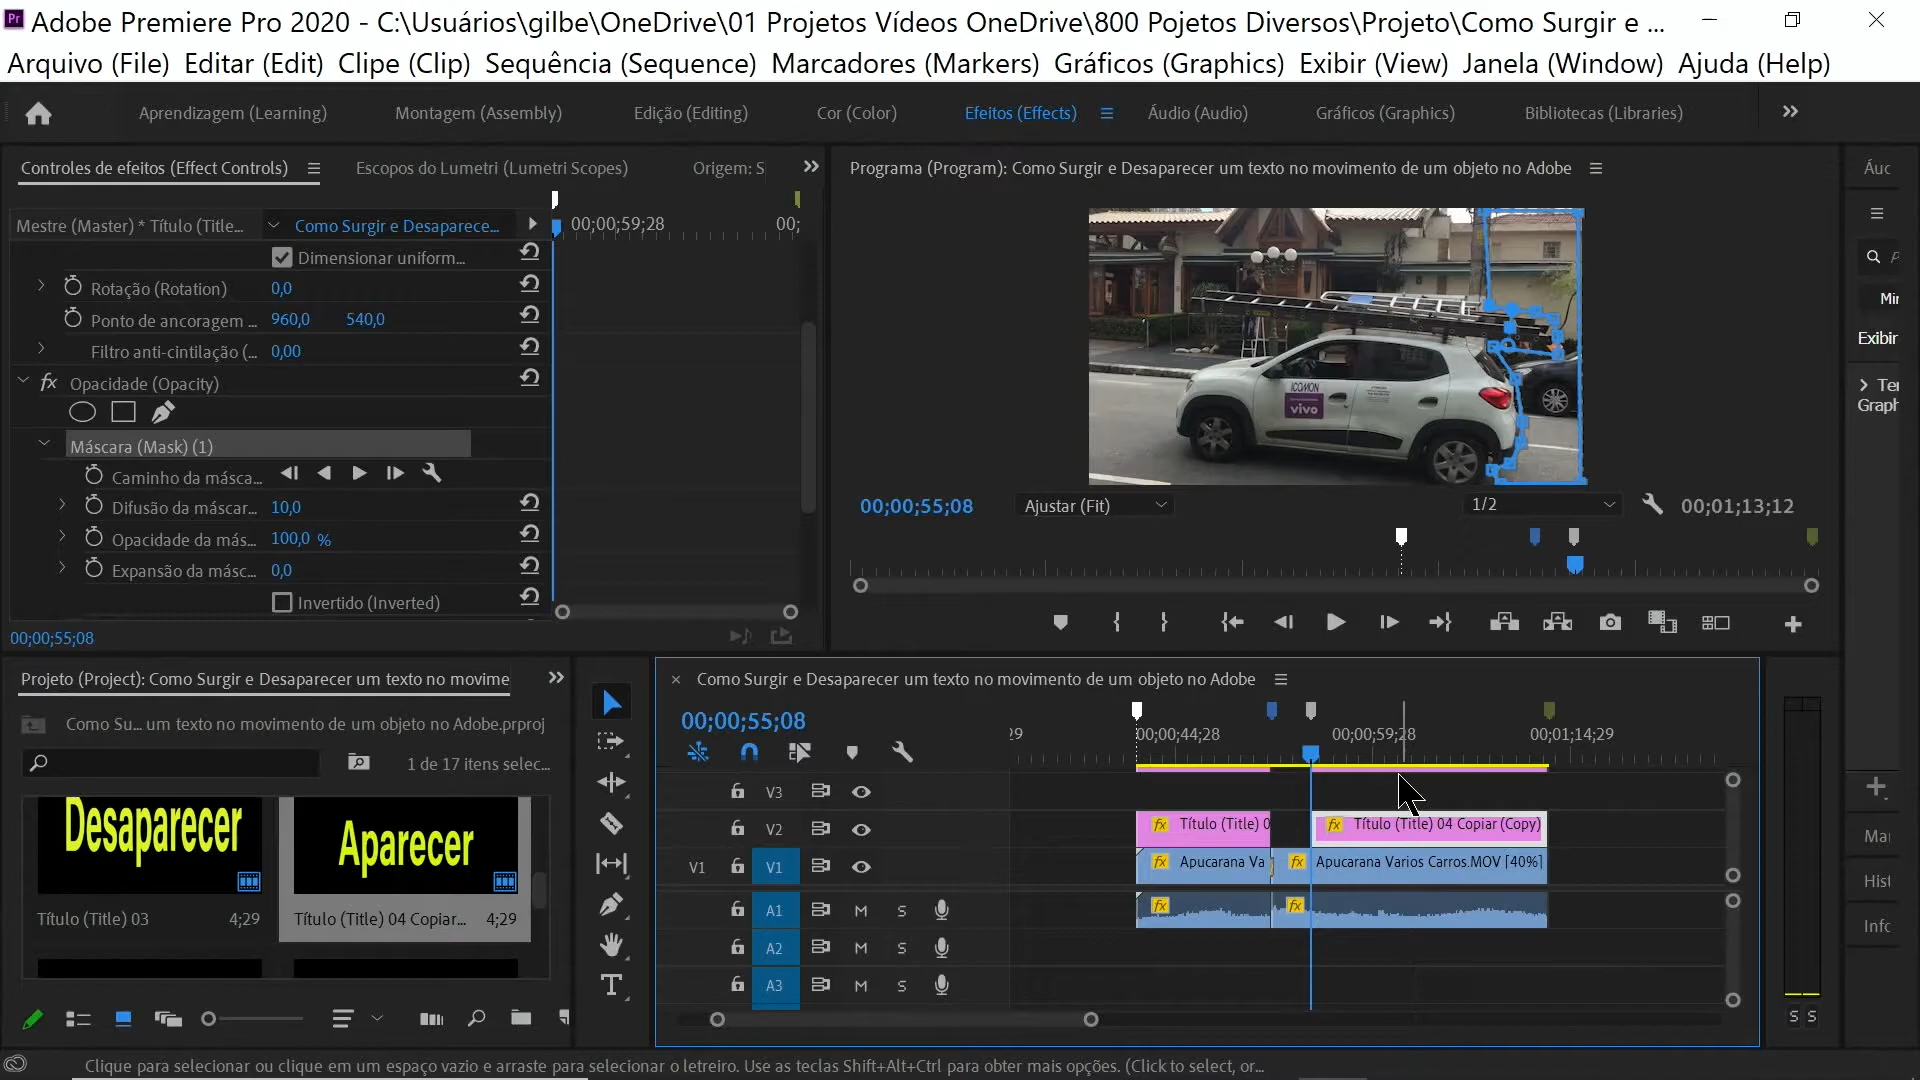 Adobe Premiere Pro 2020 - C:\Usuários\gilbe\OneDrive\01 Projetos Vídeos OneDrive\800 Pojetos Diversos\Projeto\Como Surgir e ...
Arquivo (File) Editar (Edit) Clipe (Clip) Sequência (Sequence) Marcadores (Markers) Gráficos (Graphics) Exibir (View) Janela (Window) Ajuda (Help)
Aprendizagem (Learning) Montagem (Assembly) Edição (Editing) Cor (Color) Efeitos (Effects) Áudio (Audio) Gráficos (Graphics) Bibliotecas (Libraries)
Controles de efeitos (Effect Controls) Escopos do Lumetri (Lumetri Scopes) Origem: S
Programa (Program): Como Surgir e Desaparecer um texto no movimento de um objeto no Adobe
Mestre (Master) * Título (Title... Como Surgir e Desaparece... 00;00;59;28 00;
Dimensionar uniform...
Rotação (Rotation) 0,0
Ponto de ancoragem ... 960,0 540,0
Filtro anti-cintilação (... 0,00
fx Opacidade (Opacity)
Máscara (Mask) (1)
Caminho da másca...
Difusão da máscar... 10,0
Opacidade da más... 100,0 %
Expansão da másc... 0,0
Invertido (Inverted)
00;00;55;08
ICOMON
vivo
00;00;55;08 Ajustar (Fit) 1/2 00;01;13;12
Áuc
Mir
Exibir
Ter
Graph
Projeto (Project): Como Surgir e Desaparecer um texto no movime
Como Su... um texto no movimento de um objeto no Adobe.prproj
1 de 17 itens selec...
Desaparecer
Aparecer
Título (Title) 03 4;29
Título (Title) 04 Copiar... 4;29
× Como Surgir e Desaparecer um texto no movimento de um objeto no Adobe
00;00;55;08
29 00;00;44;28 00;00;59;28 00;01;14;29
V3
V2 fx Título (Title) 0 fx Título (Title) 04 Copiar (Copy)
V1 V1 fx Apucarana Va fx Apucarana Varios Carros.MOV [40%]
A1 M S fx fx
A2 M S
A3 M S
Mai
Hist
Info
S S
Clique para selecionar ou clique em um espaço vazio e arraste para selecionar o letreiro. Use as teclas Shift+Alt+Ctrl para obter mais opções. (Click to select, or...